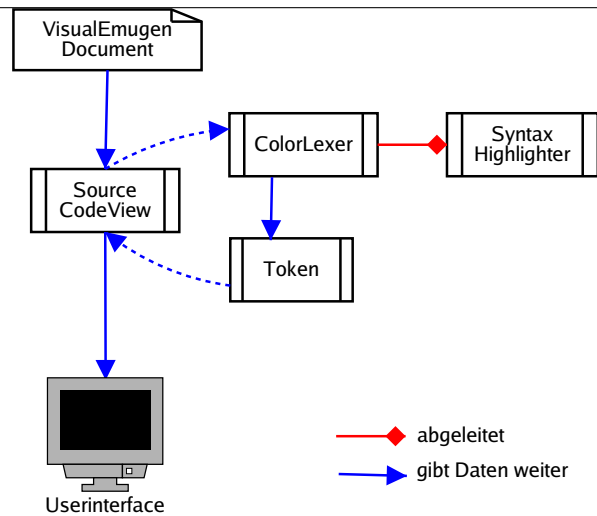 VisualEmugen
Document
ColorLexer
Syntax
Highlighter
Source
CodeView
Token
abgeleitet
gibt Daten weiter
Userinterface